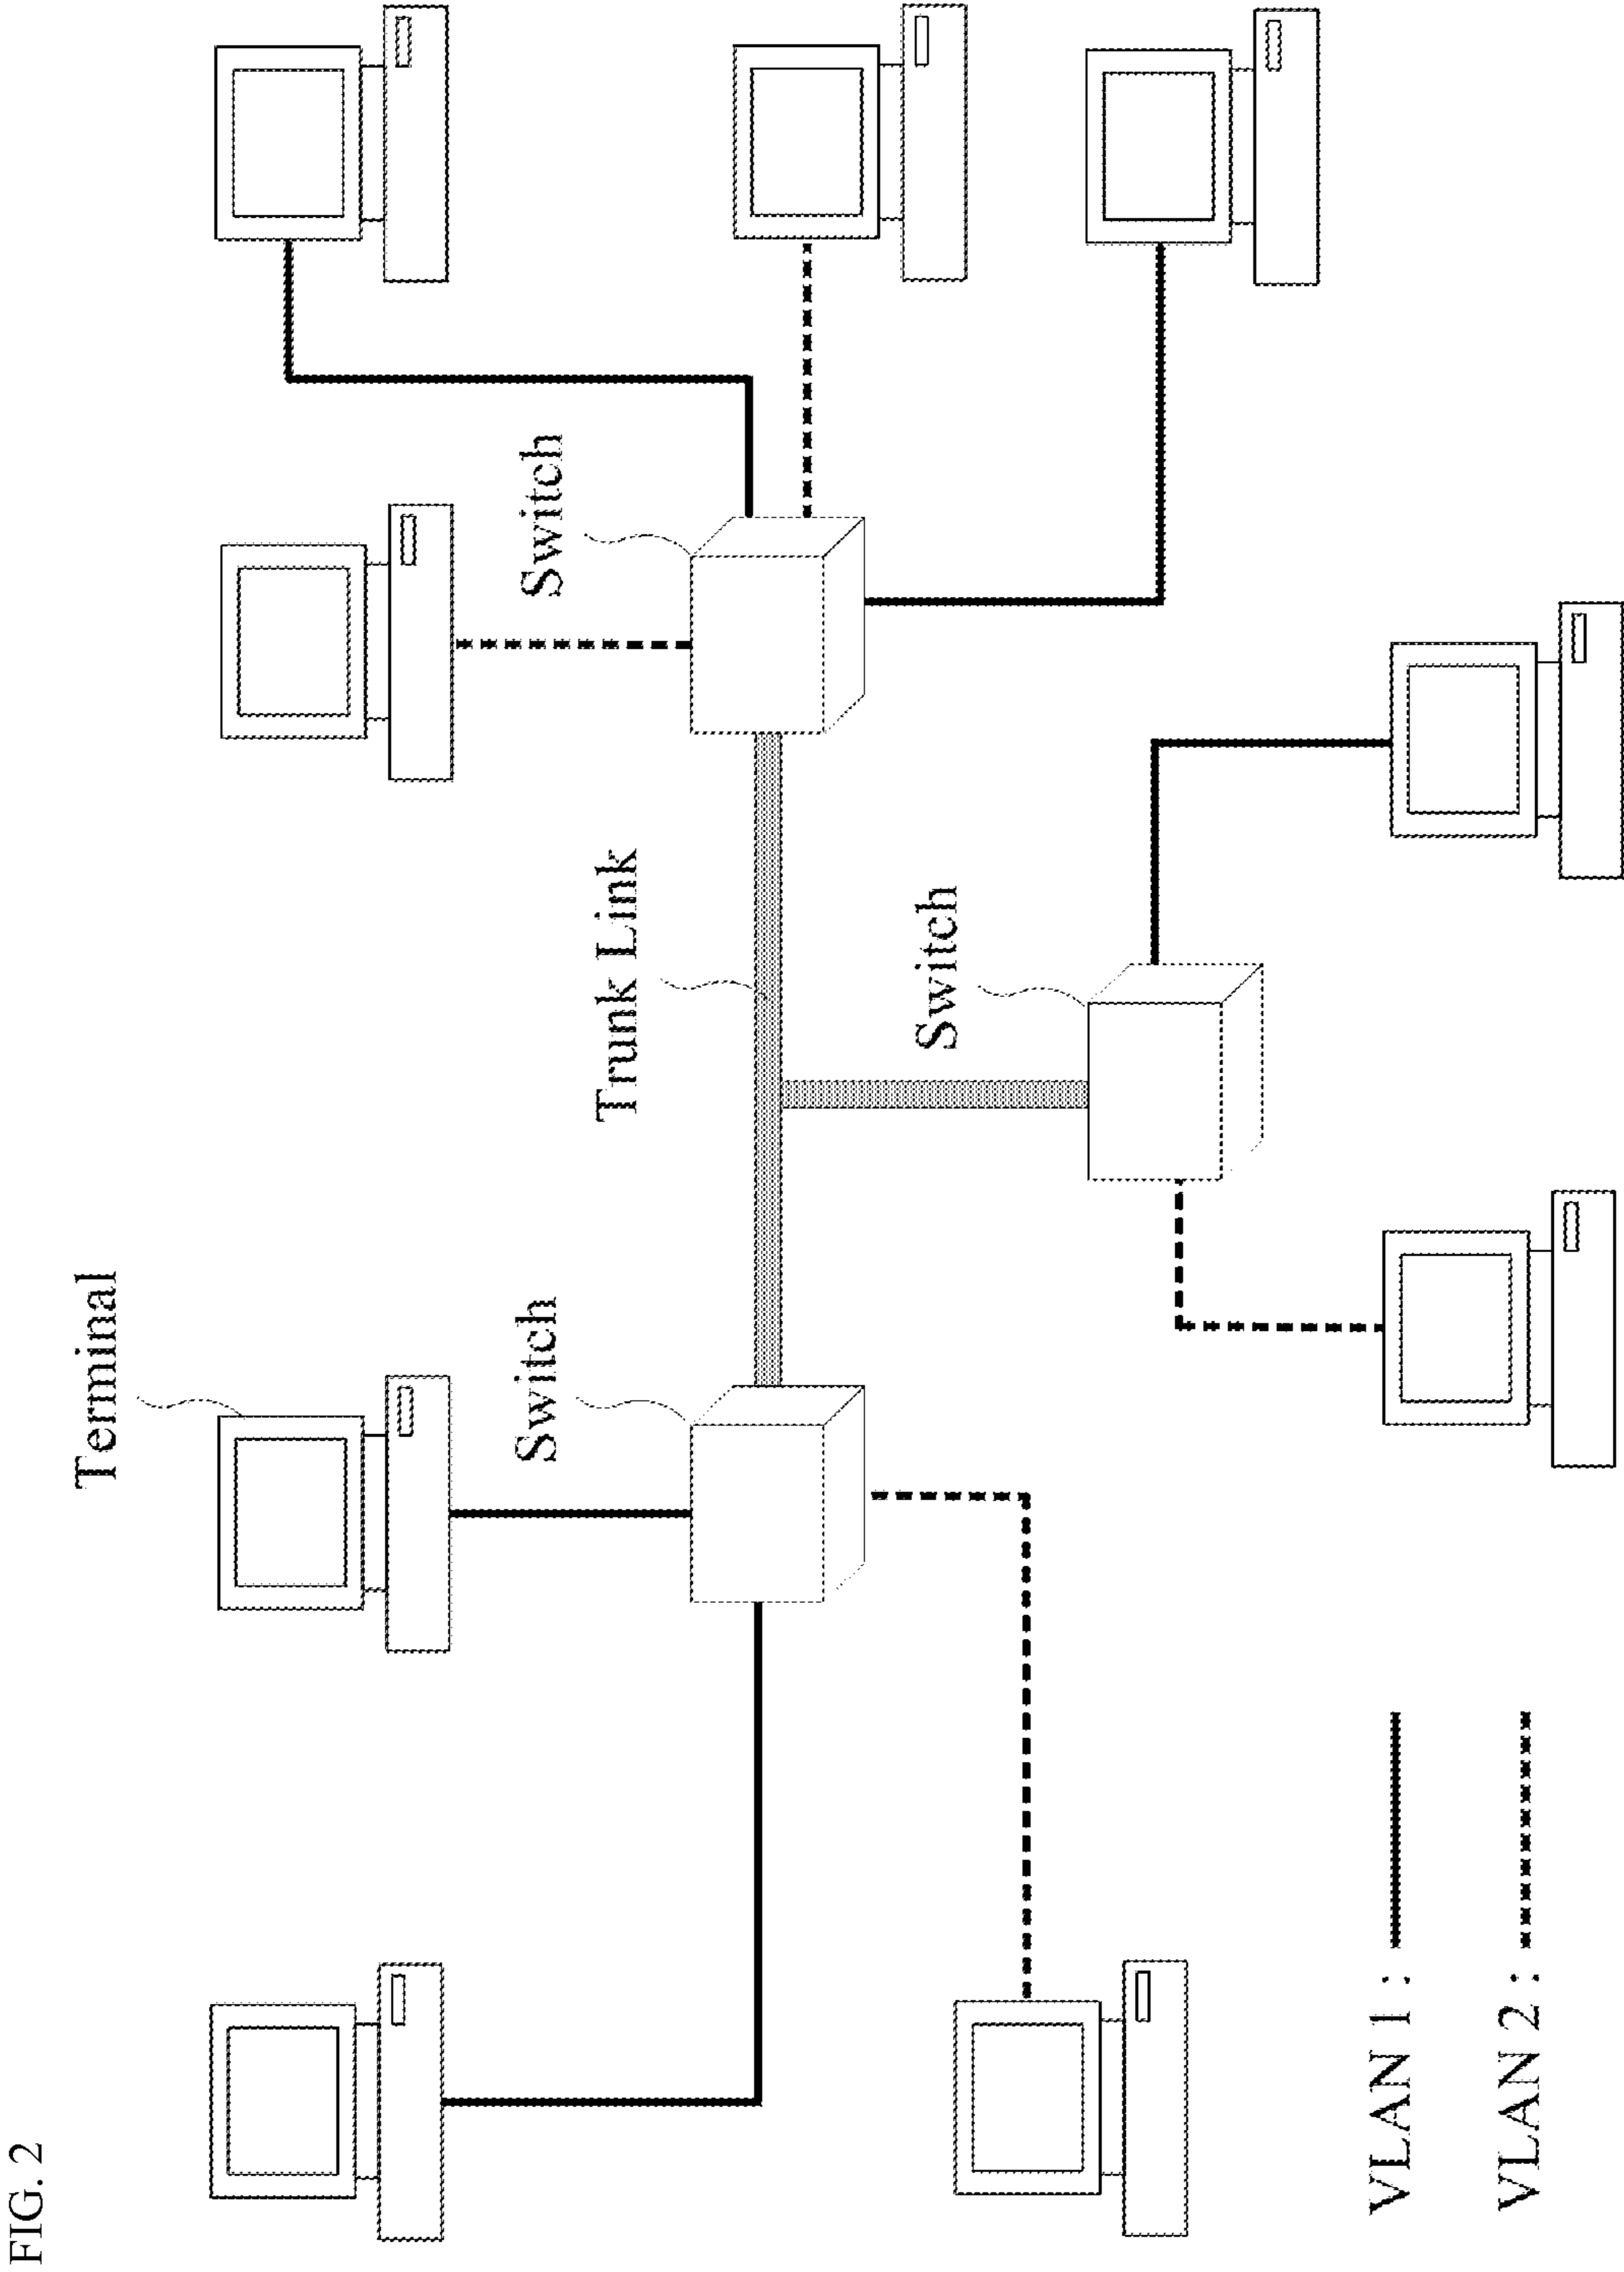 FIG. 2
Terminal
Switch
Trunk Link
Switch
Switch
VLAN 1 :
VLAN 2 :